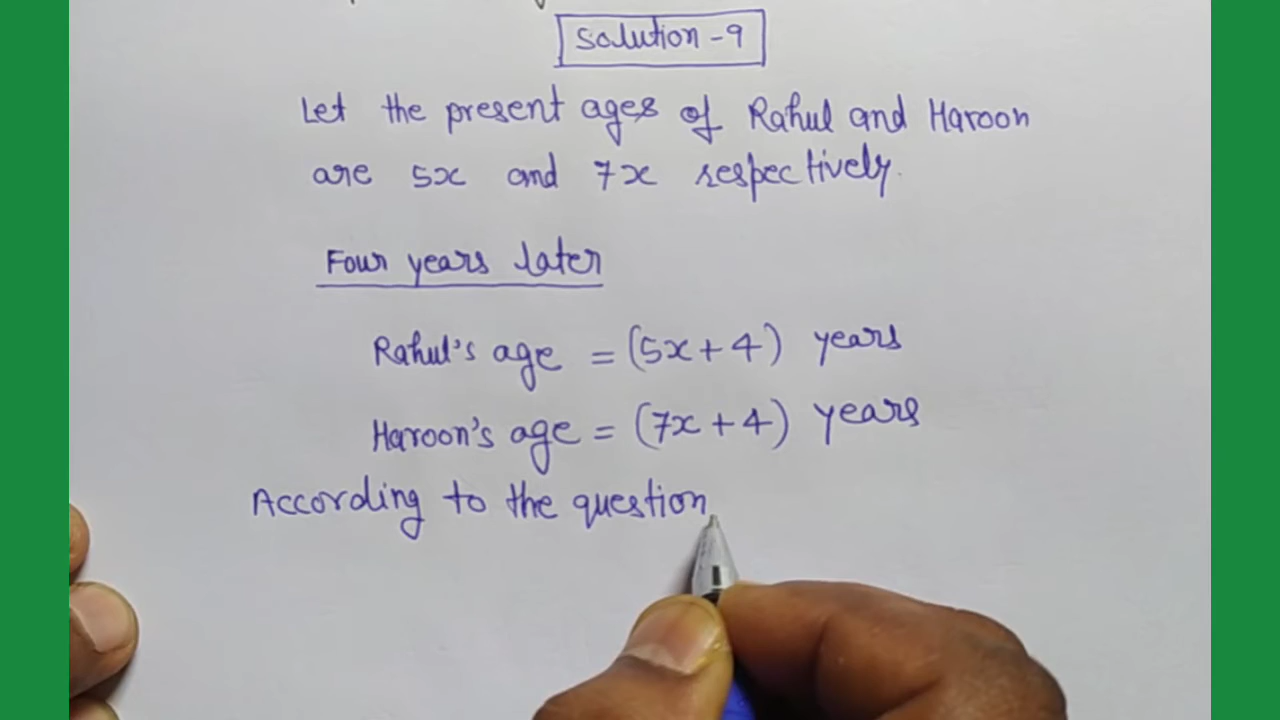 Solution - 9
Let the present ages of Rahul and Haroon
are 5x and 7x respectively.
Four years later
Rahul's age = (5x + 4) years
Haroon's age = (7x + 4) years
According to the question